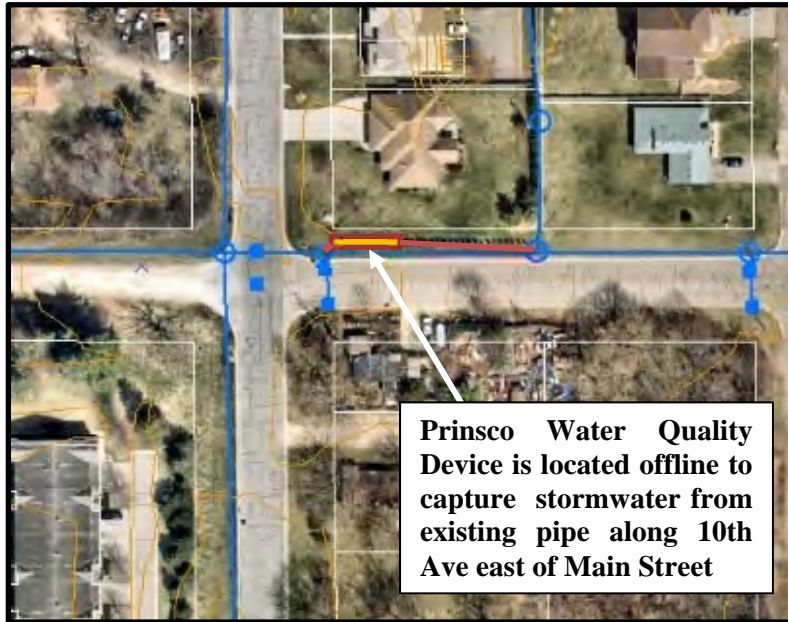 Prinsco Water Quality
Device is located offline to
capture stormwater from
existing pipe along 10th
Ave east of Main Street